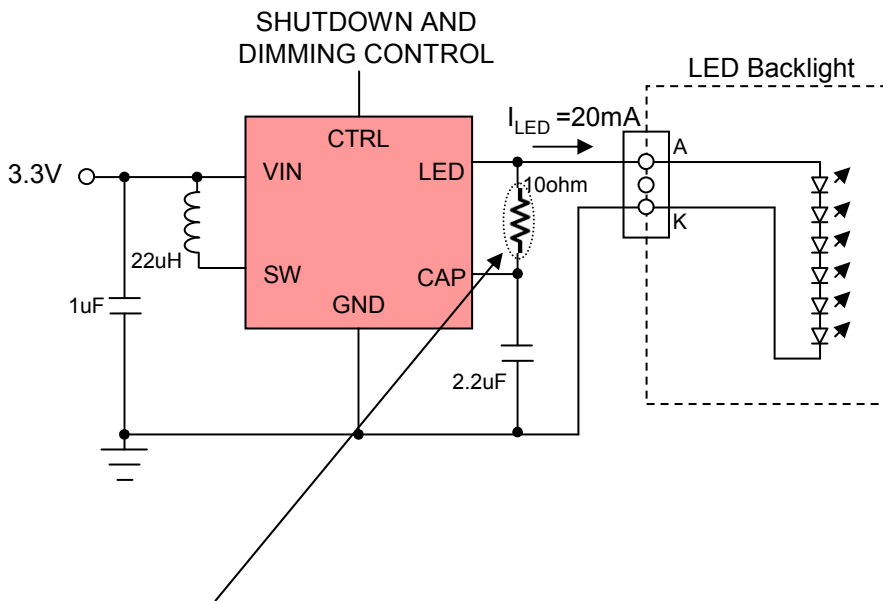 SHUTDOWN AND
DIMMING CONTROL
LED Backlight
I_LED =20mA
CTRL
A
3.3V
VIN
LED
10ohm
K
22uH
SW
CAP
1uF
GND
2.2uF